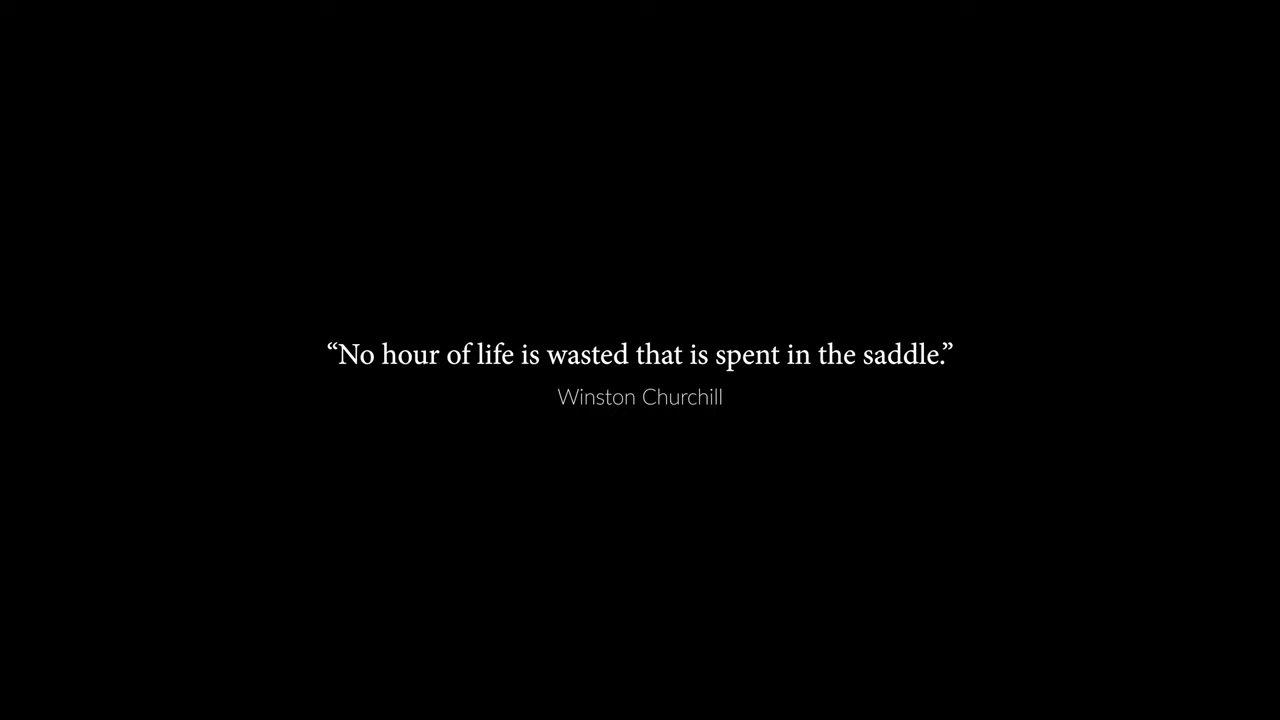 “No hour of life is wasted that is spent in the saddle.”
Winston Churchill